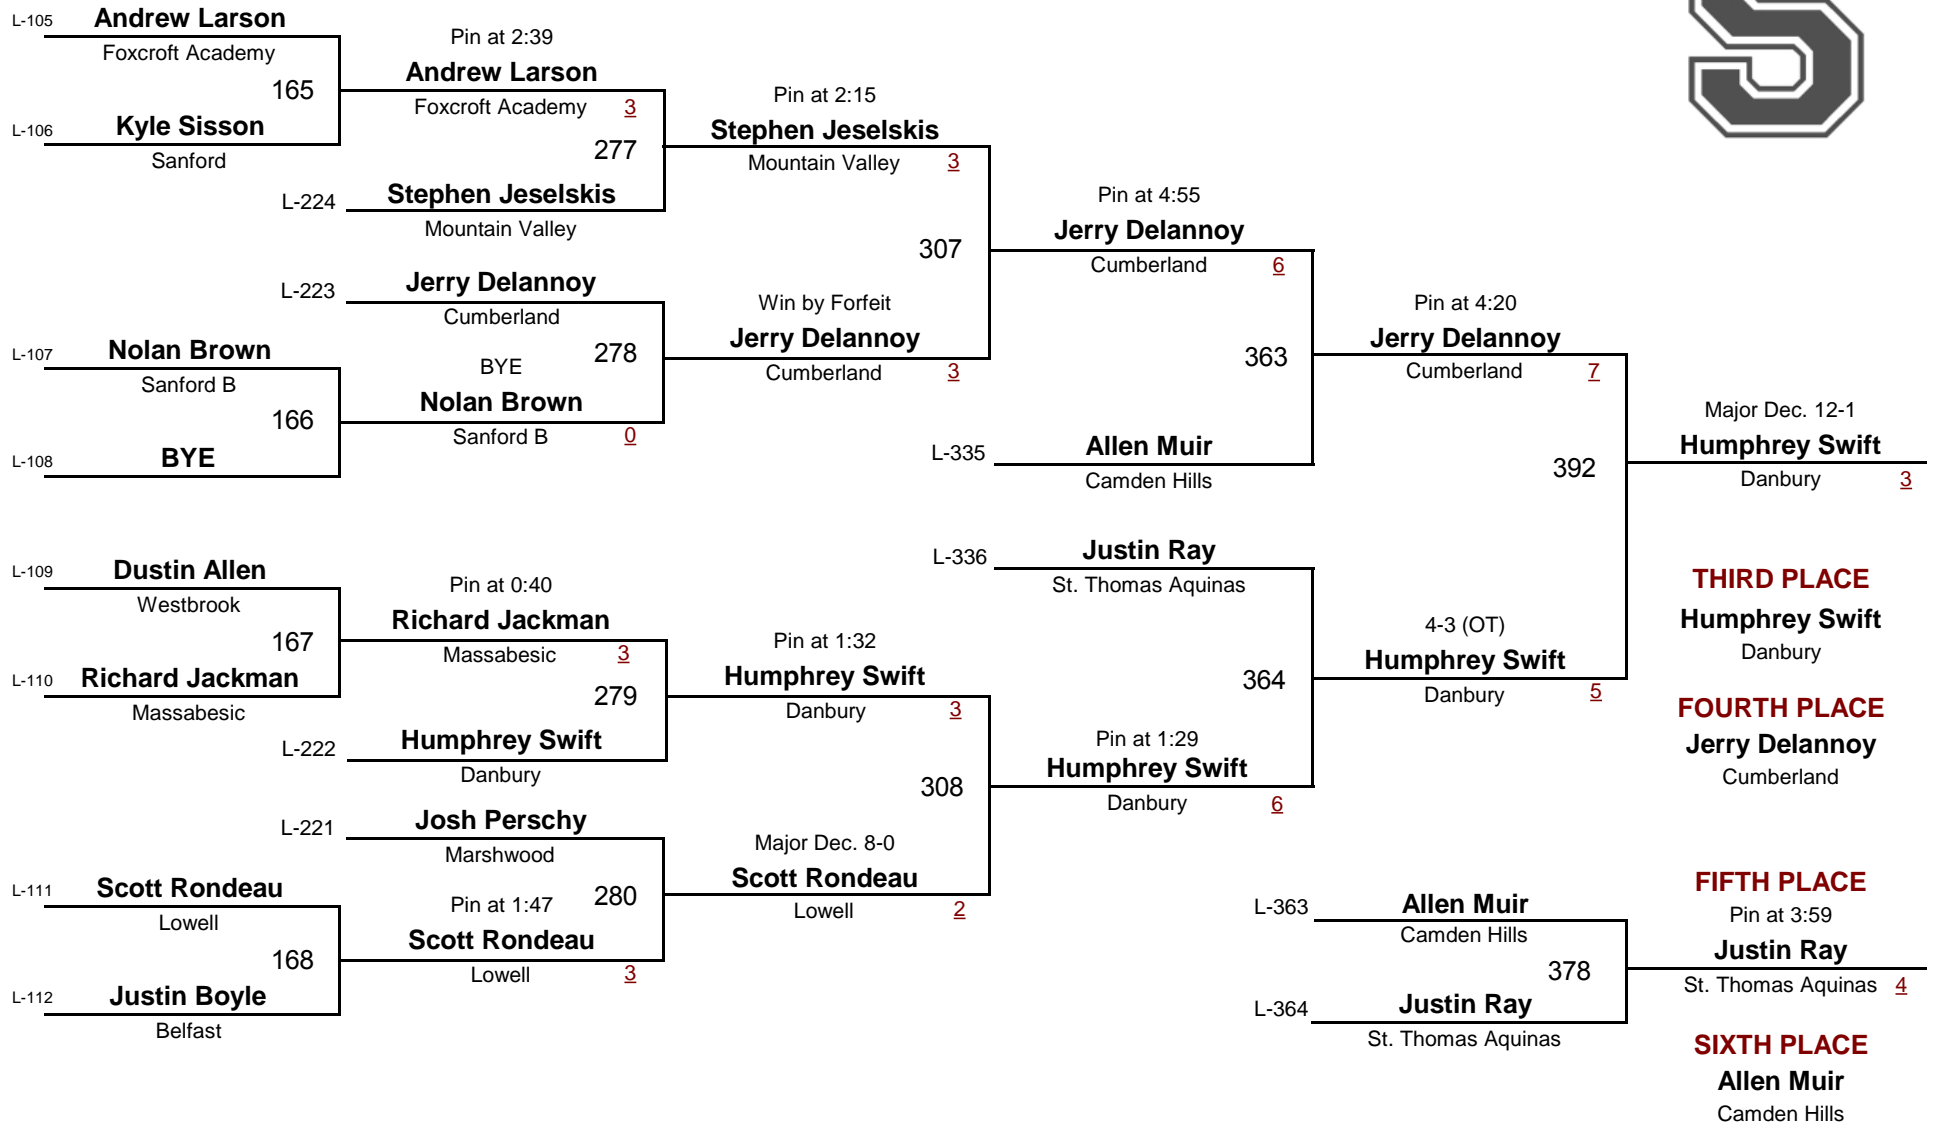 L-105 Andrew Larson
Foxcroft Academy
165
L-106 Kyle Sisson
Sanford
Pin at 2:39
Andrew Larson
Foxcroft Academy 3
277
L-224 Stephen Jeselskis
Mountain Valley
L-223 Jerry Delannoy
Cumberland
278
L-107 Nolan Brown
Sanford B
166
L-108 BYE
BYE
Nolan Brown
Sanford B 0
Pin at 2:15
Stephen Jeselskis
Mountain Valley 3
307
Win by Forfeit
Jerry Delannoy
Cumberland 3
Pin at 4:55
Jerry Delannoy
Cumberland 6
363
L-335 Allen Muir
Camden Hills
Pin at 4:20
Jerry Delannoy
Cumberland 7
392
L-109 Dustin Allen
Westbrook
167
L-110 Richard Jackman
Massabesic
Pin at 0:40
Richard Jackman
Massabesic 3
279
L-222 Humphrey Swift
Danbury
L-221 Josh Perschy
Marshwood
280
L-111 Scott Rondeau
Lowell
168
L-112 Justin Boyle
Belfast
Pin at 1:47
Scott Rondeau
Lowell 3
Pin at 1:32
Humphrey Swift
Danbury 3
308
Major Dec. 8-0
Scott Rondeau
Lowell 2
L-336 Justin Ray
St. Thomas Aquinas
364
Pin at 1:29
Humphrey Swift
Danbury 6
4-3 (OT)
Humphrey Swift
Danbury 5
Major Dec. 12-1
Humphrey Swift
Danbury 3
THIRD PLACE
Humphrey Swift
Danbury
FOURTH PLACE
Jerry Delannoy
Cumberland
L-363 Allen Muir
Camden Hills
378
L-364 Justin Ray
St. Thomas Aquinas
FIFTH PLACE
Pin at 3:59
Justin Ray
St. Thomas Aquinas 4
SIXTH PLACE
Allen Muir
Camden Hills
S